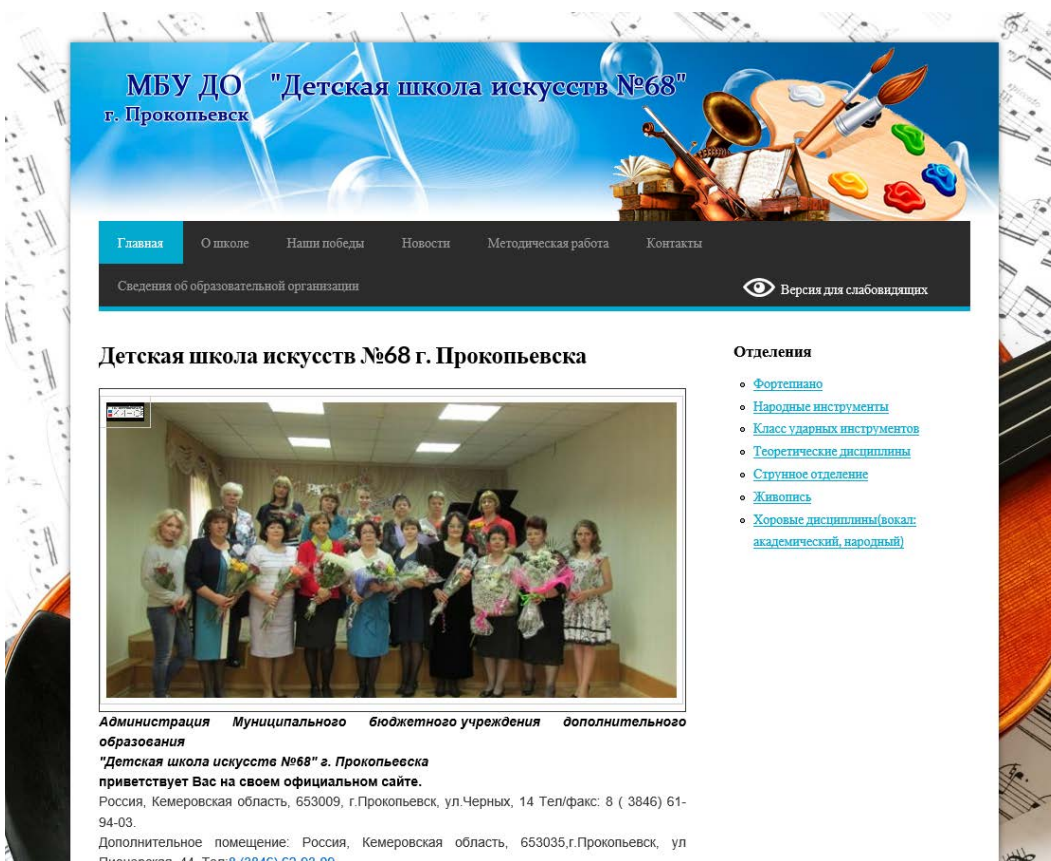 МБУ ДО "Детская школа искусств №68"
г. Прокопьевск
Главная О школе Наши победы Новости Методическая работа Контакты
Сведения об образовательной организации Версия для слабовидящих
Детская школа искусств №68 г. Прокопьевска
Администрация Муниципального бюджетного учреждения дополнительного
образования
"Детская школа искусств №68" г. Прокопьевска
приветствует Вас на своем официальном сайте.
Россия, Кемеровская область, 653009, г.Прокопьевск, ул.Черных, 14 Тел/факс: 8 ( 3846) 61-
94-03.
Дополнительное помещение: Россия, Кемеровская область, 653035,г.Прокопьевск, ул
Отделения
Фортепиано
Народные инструменты
Класс ударных инструментов
Теоретические дисциплины
Струнное отделение
Живопись
Хоровые дисциплины(вокал:
академический, народный)